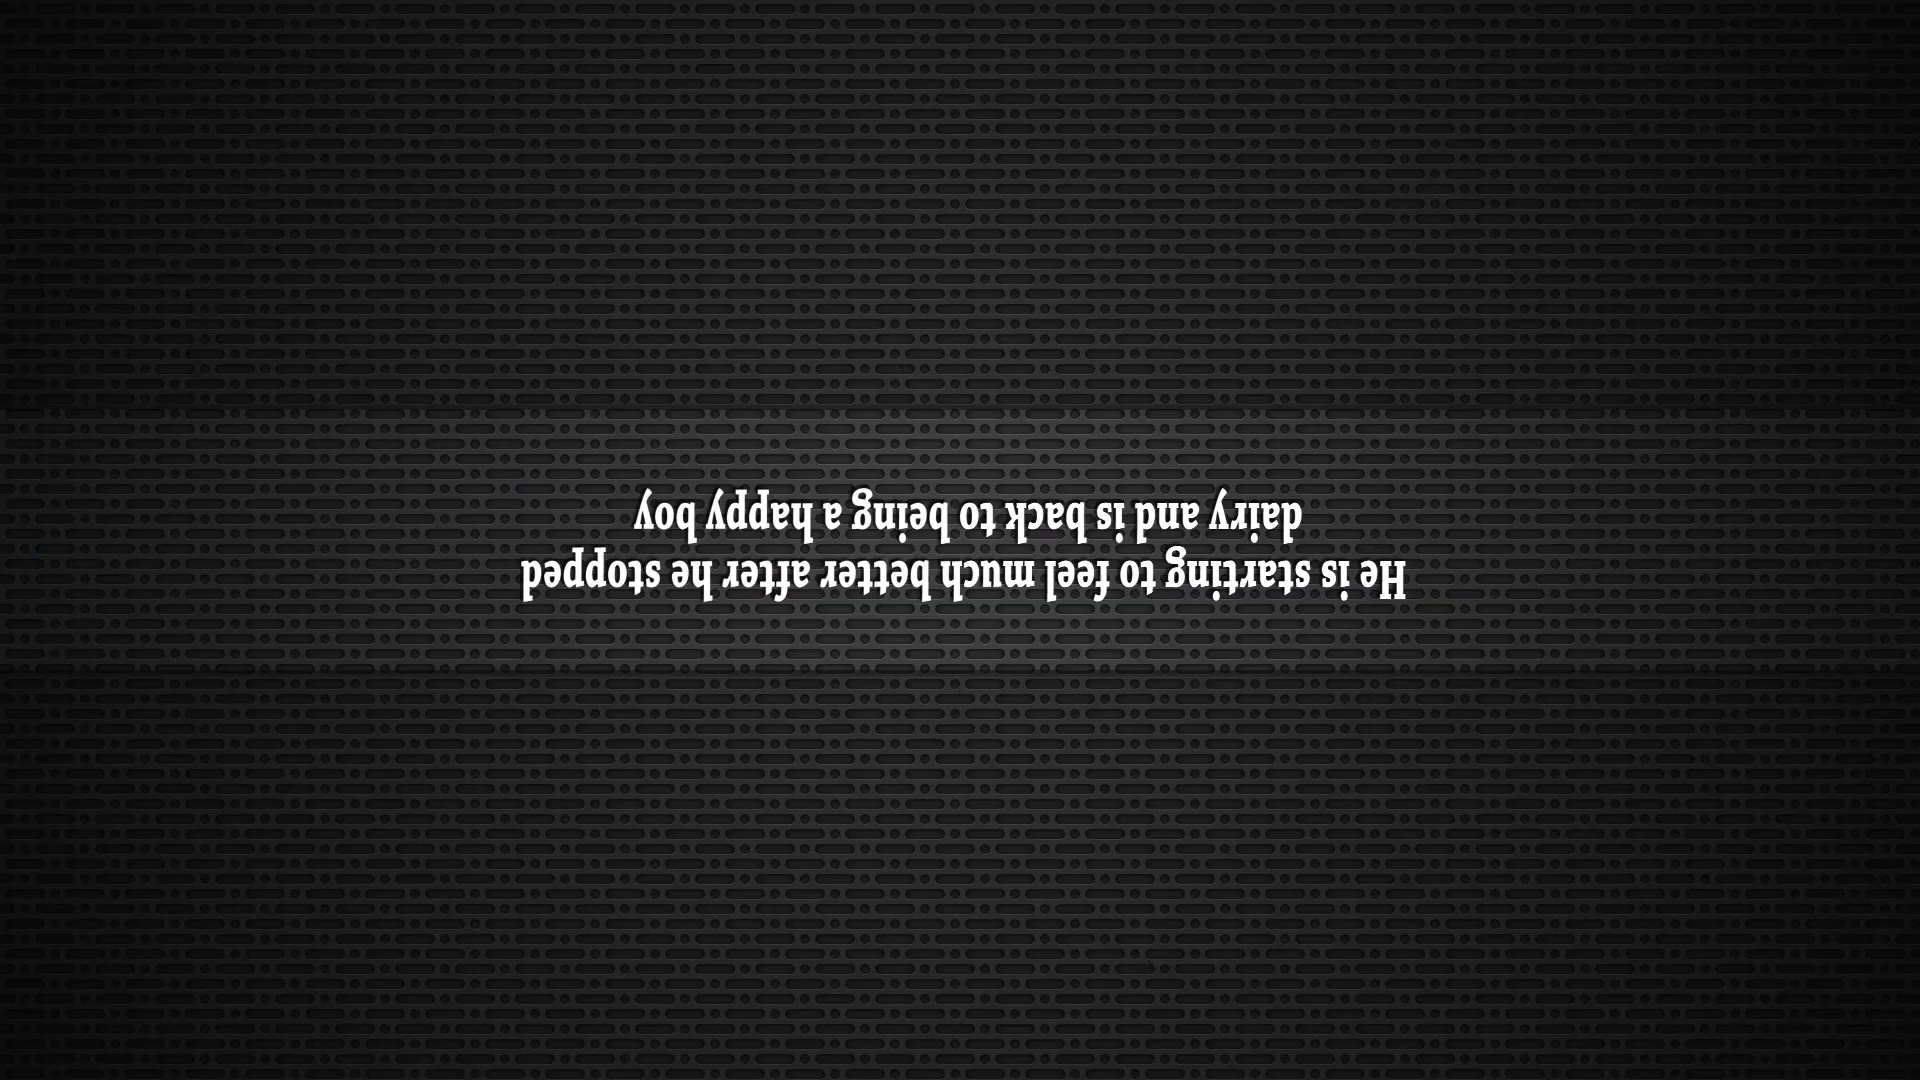 He is starting to feel much better after he stopped
dairy and is back to being a happy boy